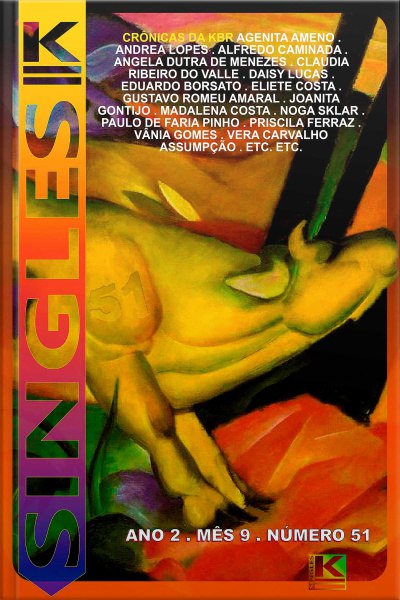 SINGLES K
CRÔNICAS DA KBR AGENITA AMENO .
ANDREA LOPES . ALFREDO CAMINADA .
ANGELA DUTRA DE MENEZES . CLAUDIA
RIBEIRO DO VALLE . DAISY LUCAS .
EDUARDO BORSATO . ELIETE COSTA .
GUSTAVO ROMEU AMARAL . JOANITA
GONTIJO . MADALENA COSTA . NOGA SKLAR .
PAULO DE FARIA PINHO . PRISCILA FERRAZ .
VÂNIA GOMES . VERA CARVALHO
ASSUMPÇÃO . ETC. ETC.
51
ANO 2 . MÊS 9 . NÚMERO 51
SINGLES K